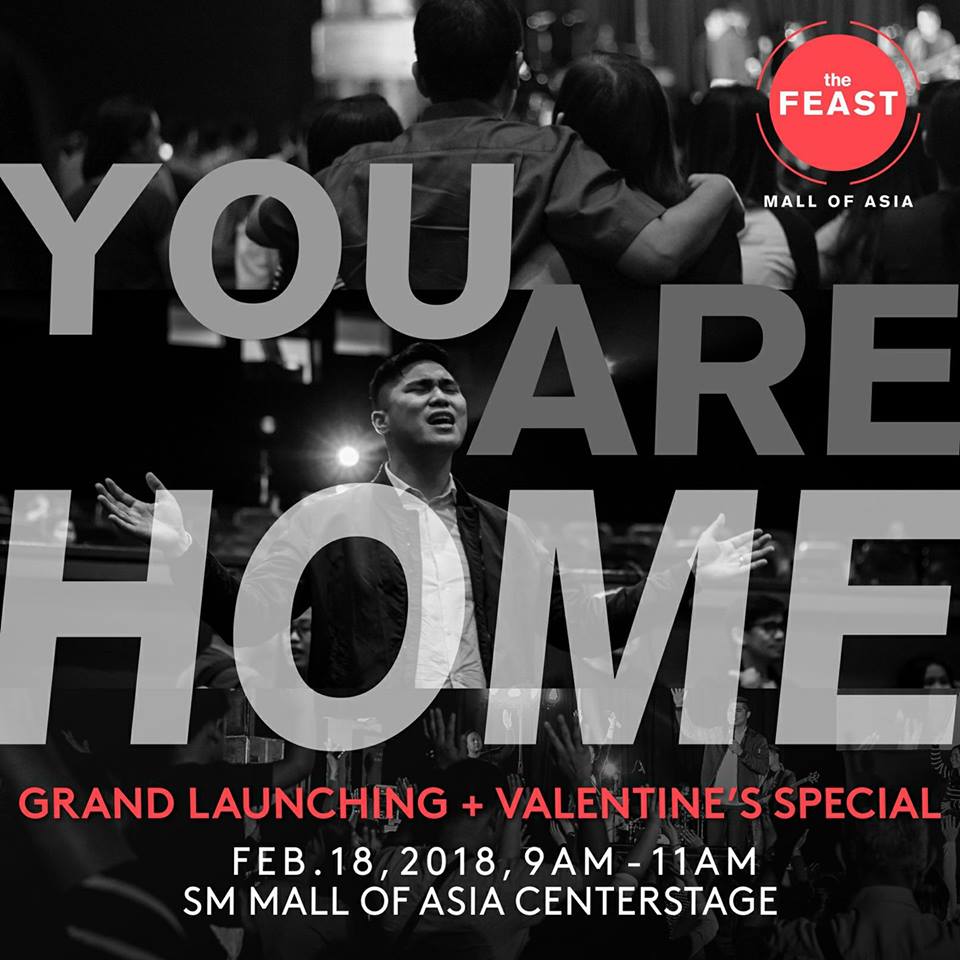 the
FEAST
MALL OF ASIA
YOU
ARE
HOME
GRAND LAUNCHING + VALENTINE'S SPECIAL
FEB.18, 2018, 9AM - 11AM
SM MALL OF ASIA CENTERSTAGE